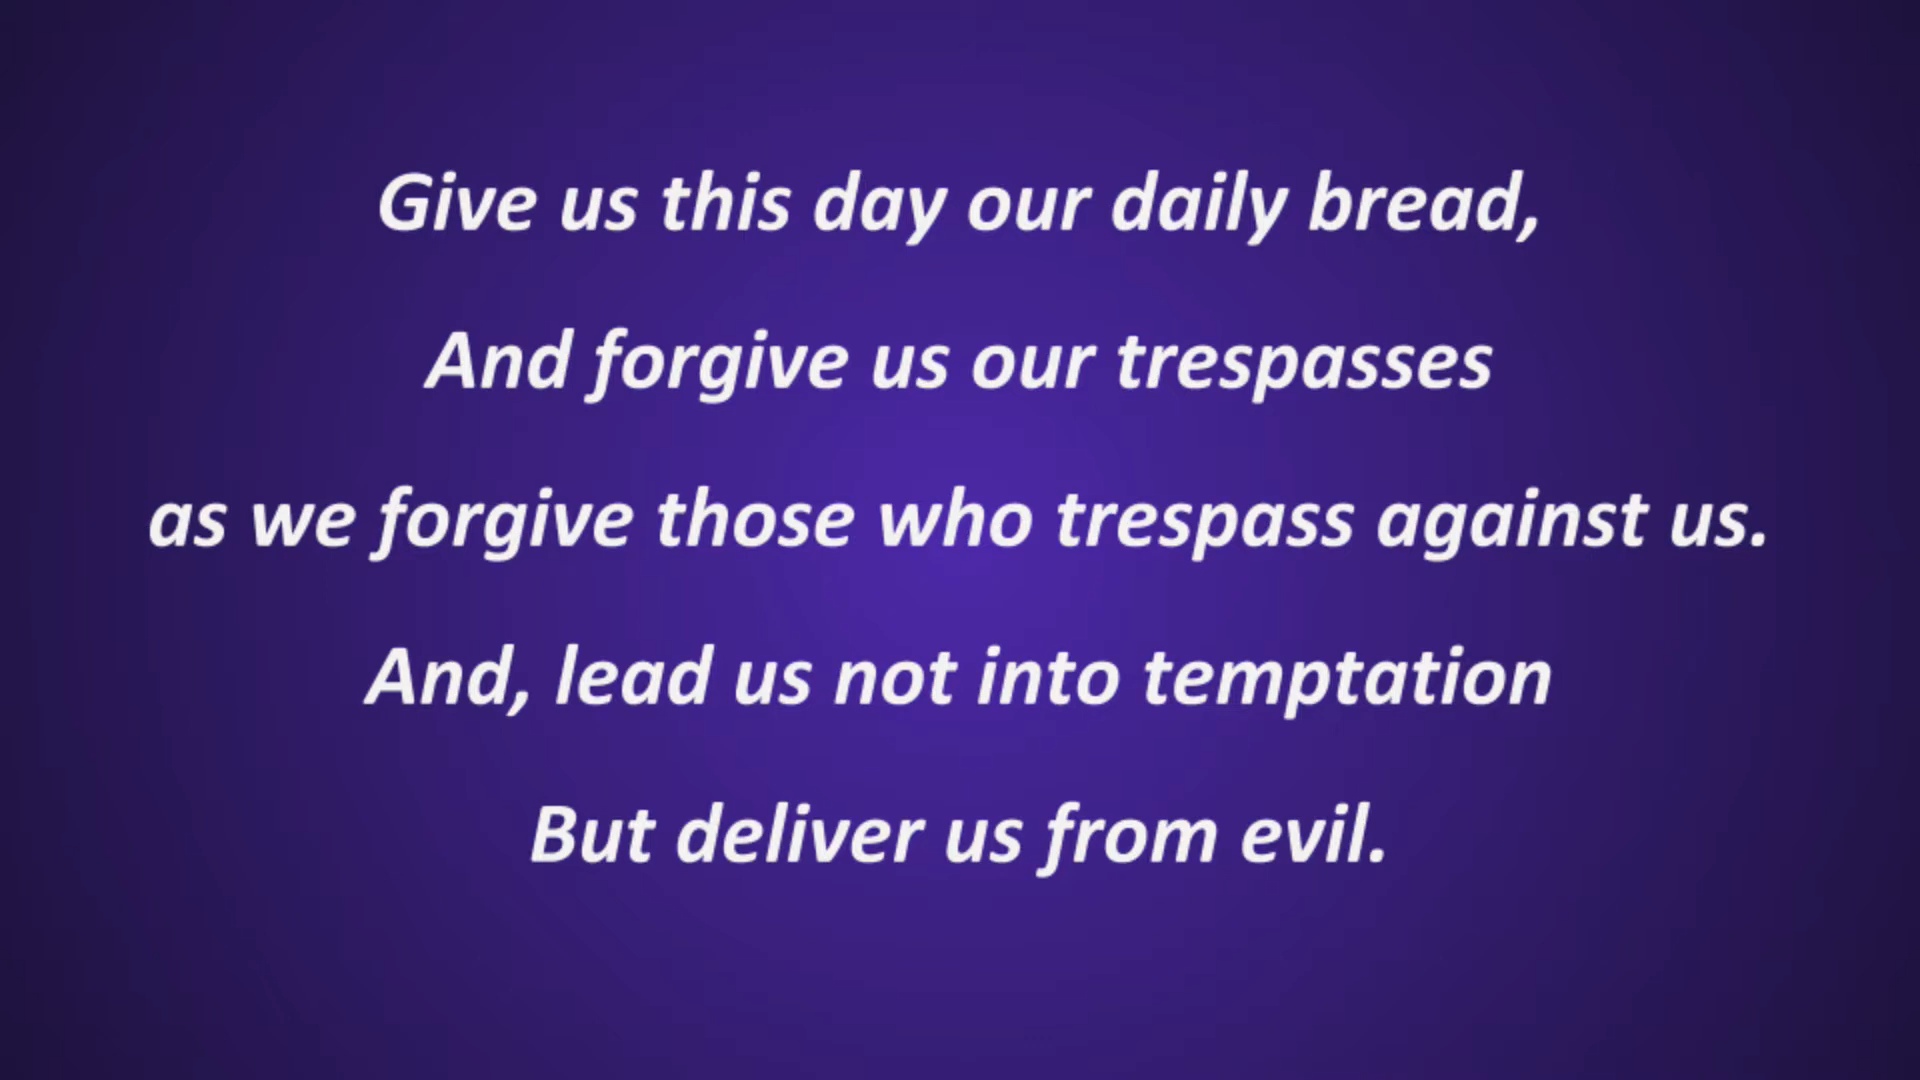 Give us this day our daily bread,
And forgive us our trespasses
as we forgive those who trespass against us.
And, lead us not into temptation
But deliver us from evil.